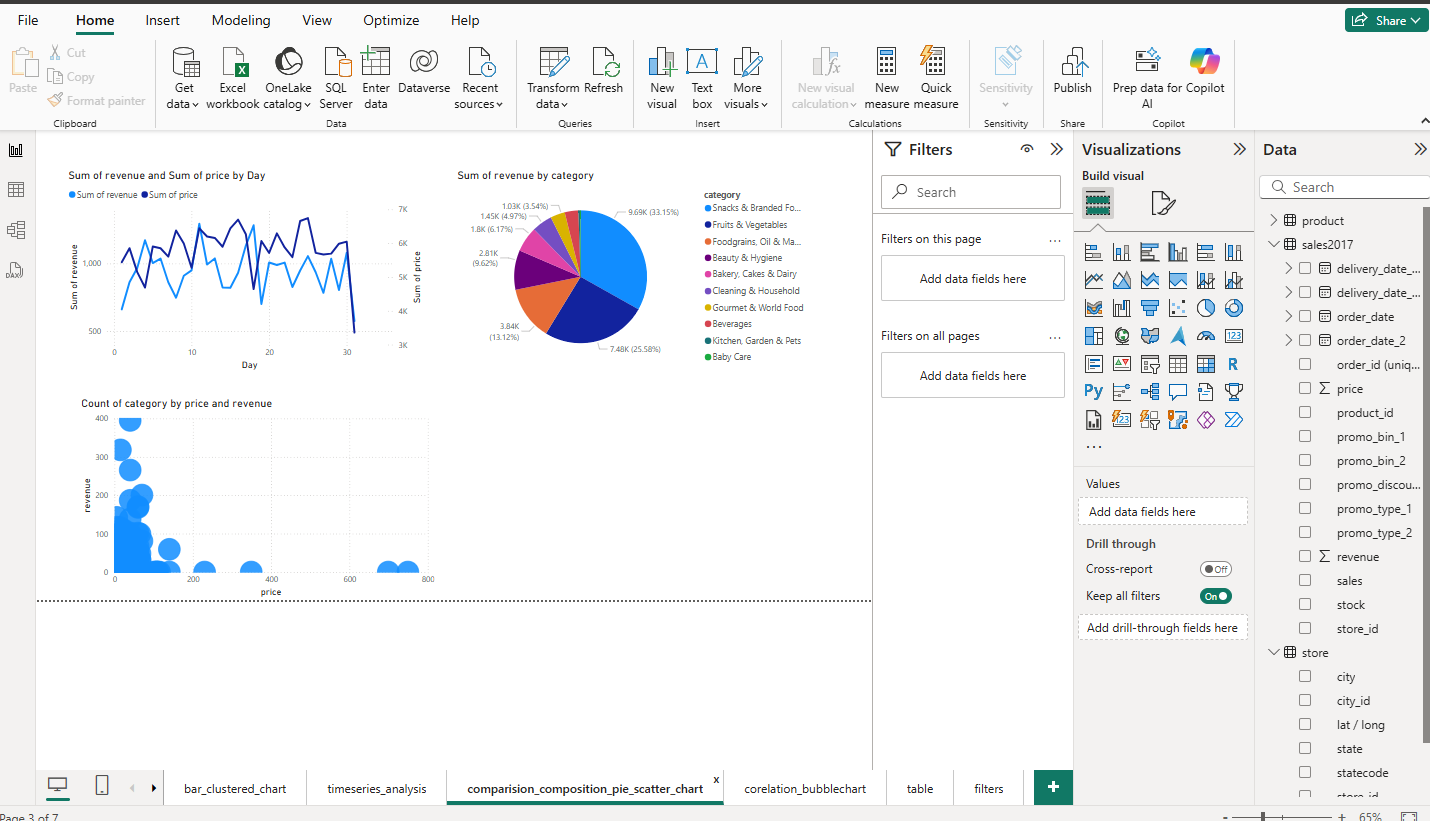 File Home Insert Modeling View Optimize Help Share
Paste
Cut
Copy
Format painter
Clipboard
Get data
Excel workbook
OneLake catalog
SQL Server
Enter data
Dataverse
Recent sources
Data
Transform data
Refresh
Queries
New visual
Text box
More visuals
Insert
New visual calculation
New measure
Quick measure
Calculations
Sensitivity
Sensitivity
Publish
Share
Prep data for AI
Copilot
Copilot
Sum of revenue and Sum of price by Day
Sum of revenue Sum of price
Sum of revenue
1,000
500
7K
6K
5K
4K
3K
Sum of price
0 10 20 30
Day
Sum of revenue by category
1.03K (3.54%)
1.45K (4.97%)
1.8K (6.17%)
2.81K
(9.62%)
3.84K
(13.12%)
9.69K (33.15%)
7.48K (25.58%)
category
Snacks & Branded Fo...
Fruits & Vegetables
Foodgrains, Oil & Ma...
Beauty & Hygiene
Bakery, Cakes & Dairy
Cleaning & Household
Gourmet & World Food
Beverages
Kitchen, Garden & Pets
Baby Care
Count of category by price and revenue
revenue
400
300
200
100
0
0 200 400 600 800
price
Filters
Search
Filters on this page ...
Add data fields here
Filters on all pages ...
Add data fields here
Visualizations
Build visual
123
R
Py
123
...
Values
Add data fields here
Drill through
Cross-report Off
Keep all filters On
Add drill-through fields here
Data
Search
product
sales2017
delivery_date_...
delivery_date_...
order_date
order_date_2
order_id (uniq...
price
product_id
promo_bin_1
promo_bin_2
promo_discou...
promo_type_1
promo_type_2
revenue
sales
stock
store_id
store
city
city_id
lat / long
state
statecode
store_id
DAX
bar_clustered_chart timeseries_analysis comparision_composition_pie_scatter_chart x corelation_bubblechart table filters +
Page 3 of 7 - + 65%